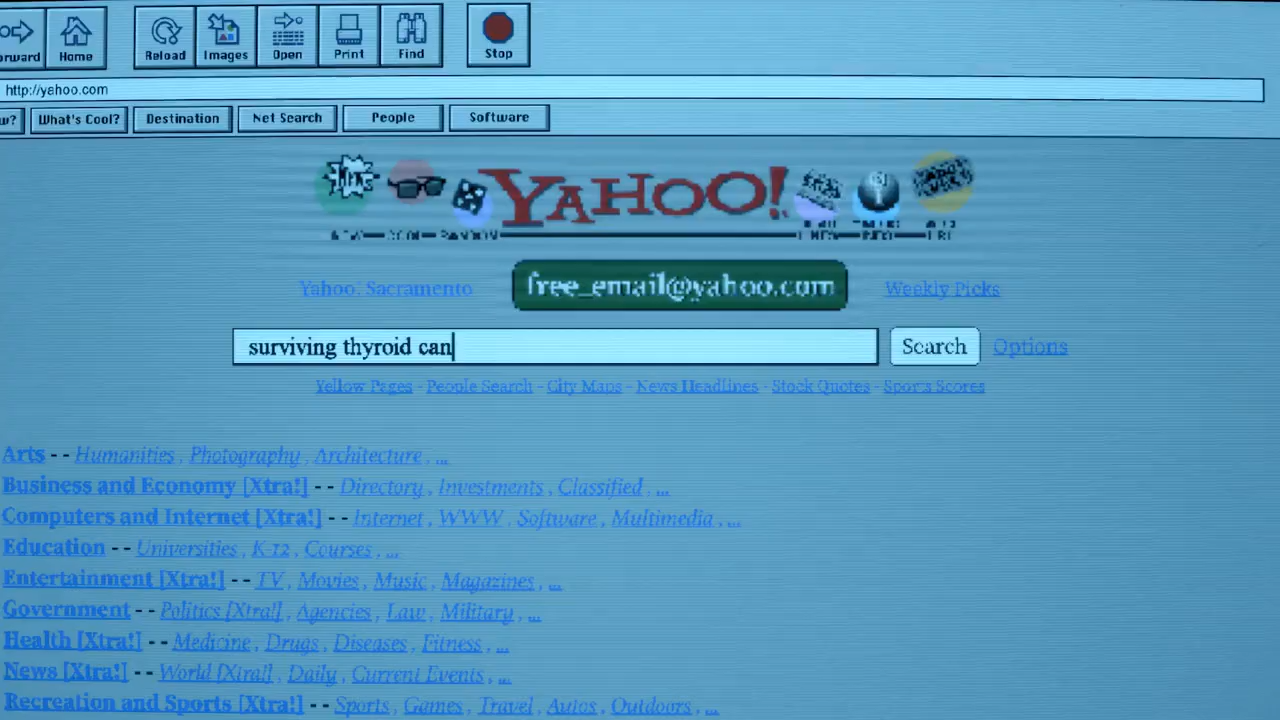 orward Home Reload Images Open Print Find Stop
http://yahoo.com
w? What's Cool? Destination Net Search People Software
YAHOO!
Yahoo! Sacramento free_email@yahoo.com Weekly Picks
surviving thyroid can Search Options
Yellow Pages - People Search - City Maps - News Headlines - Stock Quotes - Sports Scores
Arts - - Humanities , Photography , Architecture , ...
Business and Economy [Xtra!] - - Directory , Investments , Classified , ...
Computers and Internet [Xtra!] - - Internet , WWW , Software , Multimedia , ...
Education - - Universities , K-12 , Courses , ...
Entertainment [Xtra!] - - TV , Movies , Music , Magazines , ...
Government - - Politics [Xtra!] , Agencies , Law , Military , ...
Health [Xtra!] - - Medicine , Drugs , Diseases , Fitness , ...
News [Xtra!] - - World [Xtra!] , Daily , Current Events , ...
Recreation and Sports [Xtra!] - - Sports , Games , Travel , Autos , Outdoors , ...